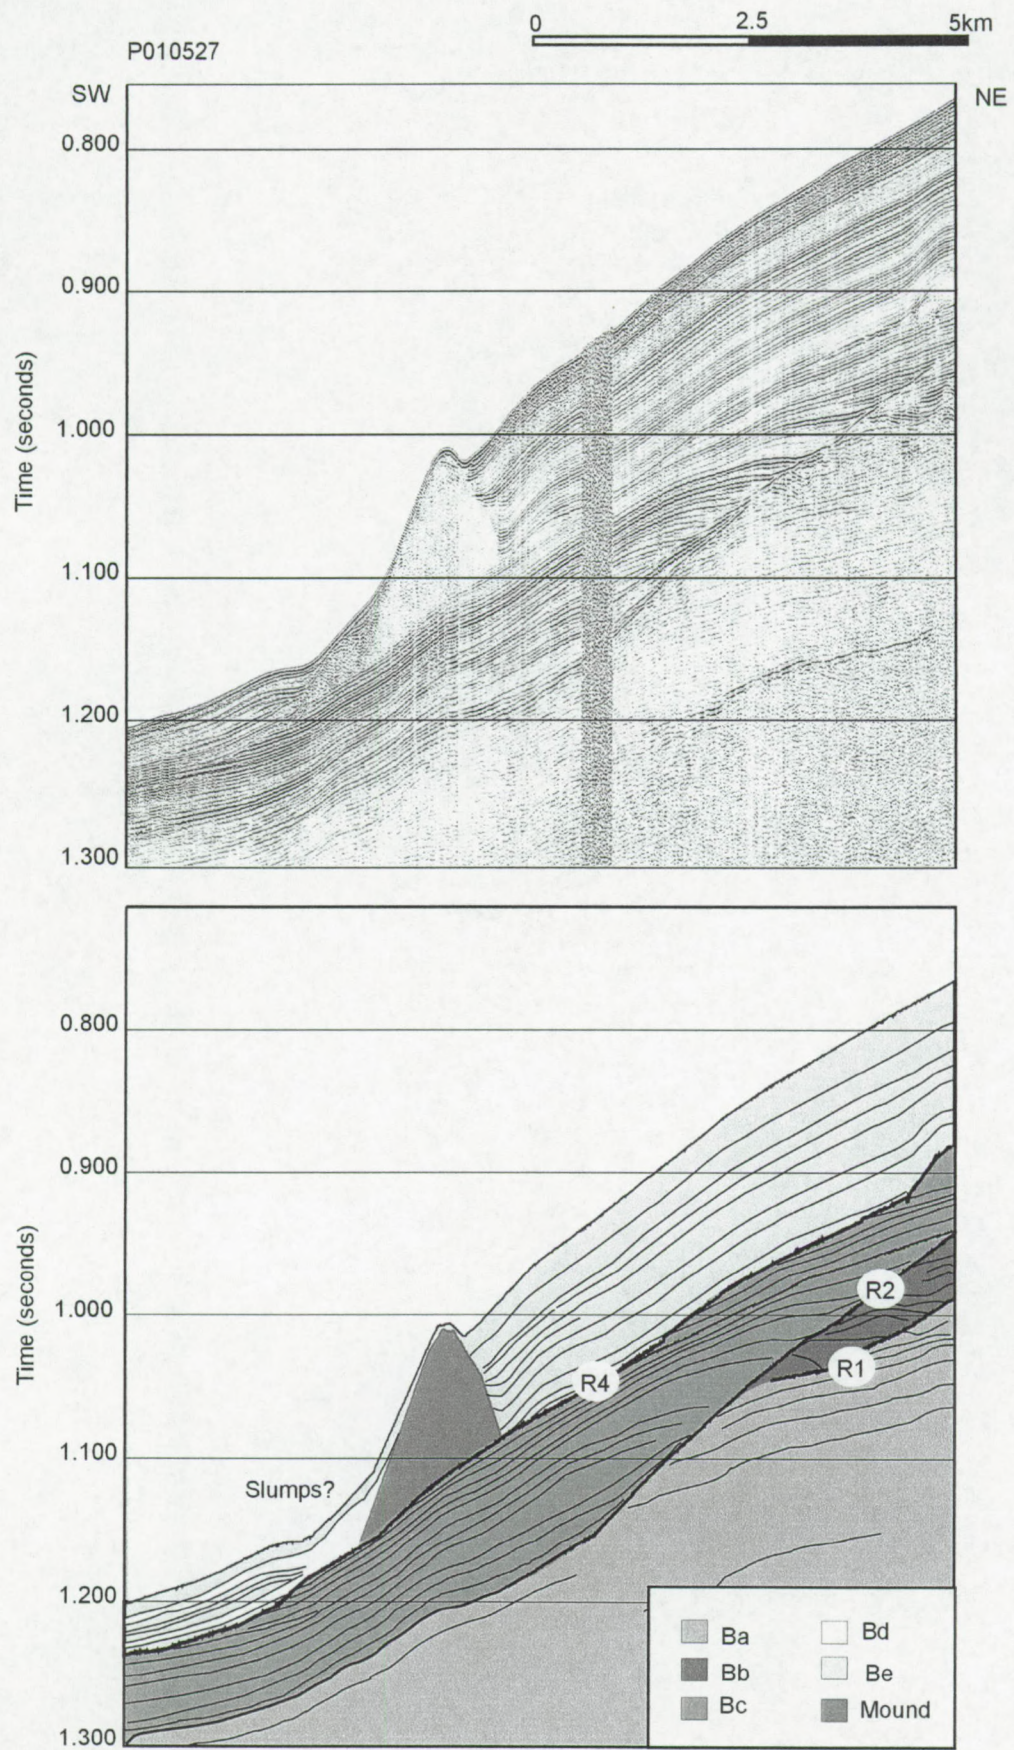 0 2.5 5km
P010527
SW NE
0.800
0.900
1.000
1.100
1.200
1.300
Time (seconds)
0.800
0.900
1.000
1.100
1.200
1.300
Time (seconds)
R2
R1
R4
Slumps?
Ba Bd
Bb Be
Bc Mound